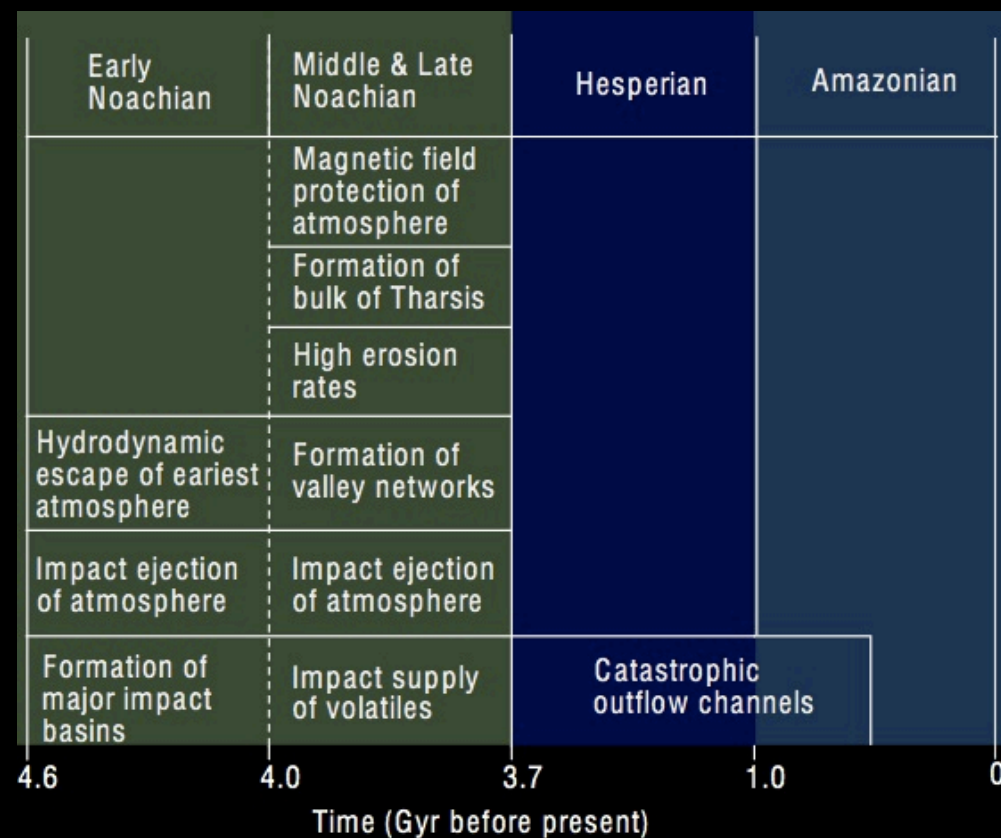 Early
Noachian
Middle & Late
Noachian
Hesperian
Amazonian
Magnetic field
protection of
atmosphere
Formation of
bulk of Tharsis
High erosion
rates
Hydrodynamic
escape of eariest
atmosphere
Formation of
valley networks
Impact ejection
of atmosphere
Impact ejection
of atmosphere
Formation of
major impact
basins
Impact supply
of volatiles
Catastrophic
outflow channels
4.6 4.0 3.7 1.0 0
Time (Gyr before present)